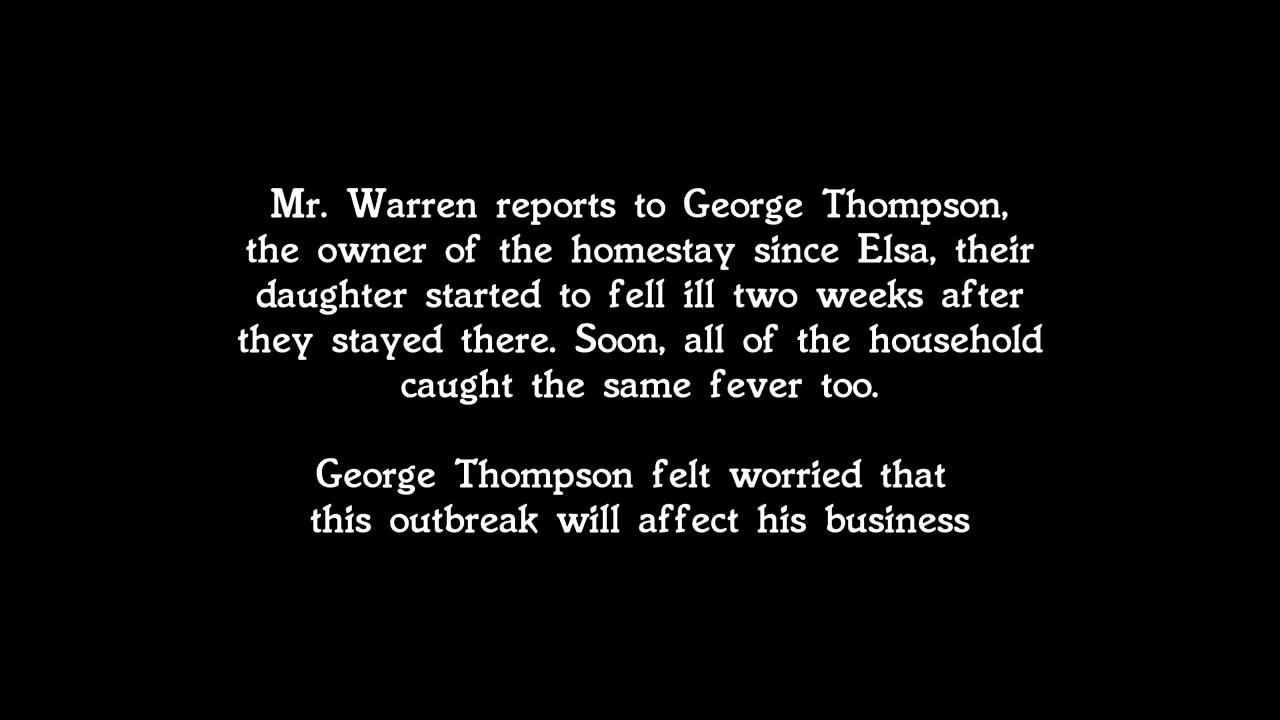 Mr. Warren reports to George Thompson,
the owner of the homestay since Elsa, their
daughter started to fell ill two weeks after
they stayed there. Soon, all of the household
caught the same fever too.
George Thompson felt worried that
this outbreak will affect his business